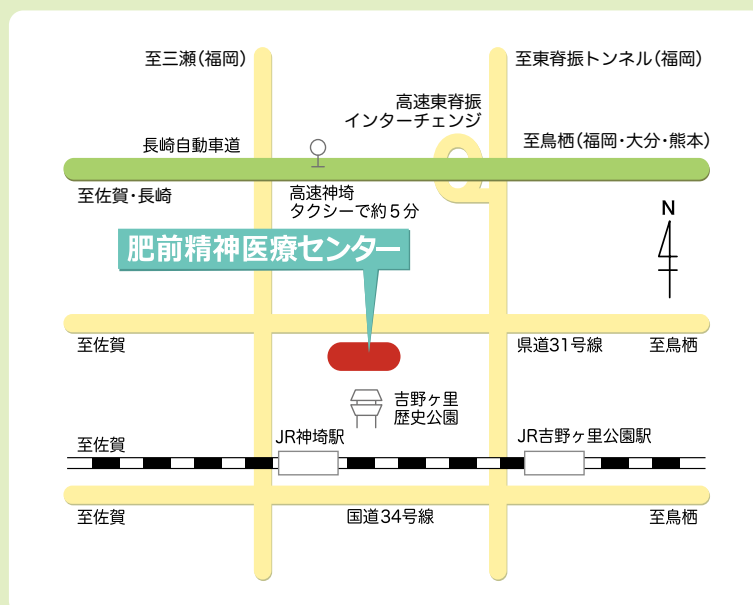 至三瀬(福岡)
至東脊振トンネル(福岡)
高速東脊振
インターチェンジ
長崎自動車道
至鳥栖(福岡・大分・熊本)
至佐賀・長崎
高速神埼
タクシーで約5分
N
肥前精神医療センター
至佐賀
県道31号線
至鳥栖
吉野ヶ里
歴史公園
至佐賀
JR神埼駅
JR吉野ヶ里公園駅
至佐賀
国道34号線
至鳥栖